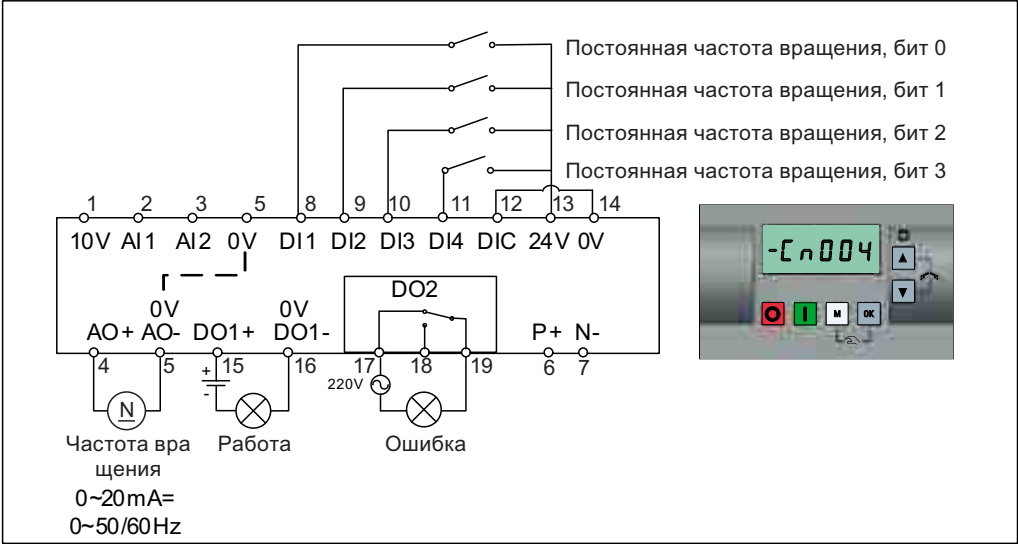 Постоянная частота вращения, бит 0
Постоянная частота вращения, бит 1
Постоянная частота вращения, бит 2
Постоянная частота вращения, бит 3
1 2 3 5 8 9 10 11 12 13 14
10V AI1 AI2 0V DI1 DI2 DI3 DI4 DIC 24V 0V
-Cn004
M OK
DO2
0V 0V
AO+ AO- DO1+ DO1- P+ N-
4 5 15 16 17 18 19 6 7
+
-
220V
N
Частота вра
щения
Работа
Ошибка
0~20mA=
0~50/60Hz